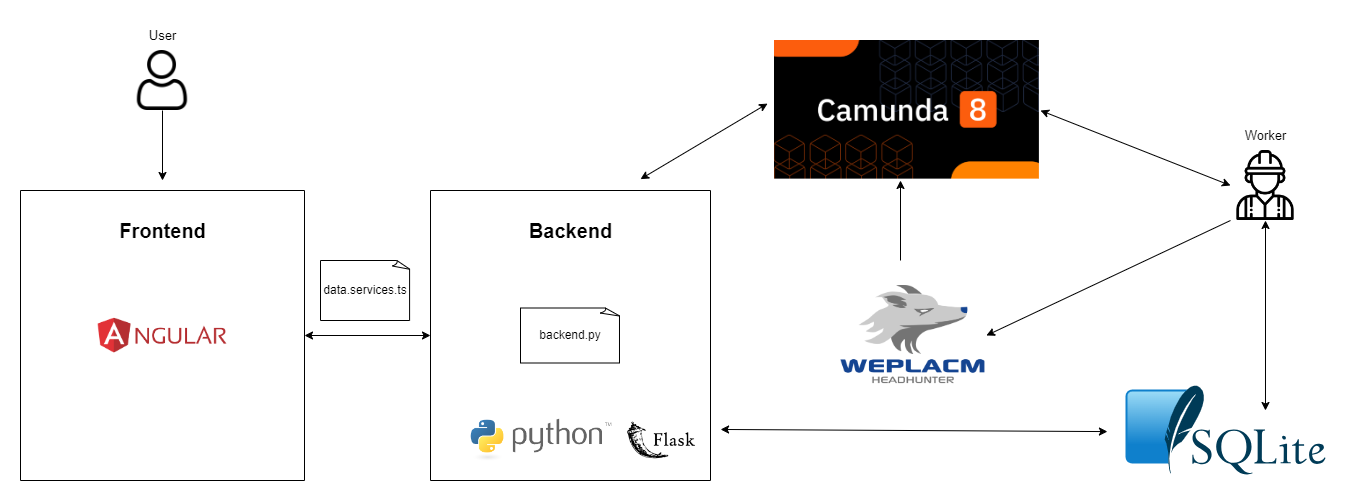 User
Camunda 8
Worker
Frontend
Backend
data.services.ts
ANGULAR
backend.py
WEPLACM
HEADHUNTER
python™
Flask
SQLite